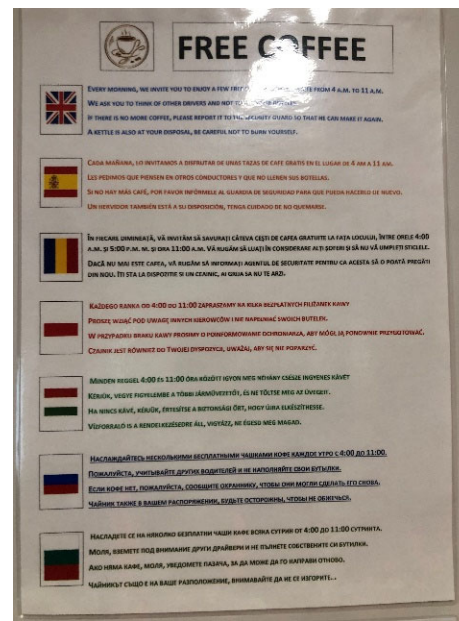 FREE COFFEE
EVERY MORNING, WE INVITE YOU TO ENJOY A FEW FREE FROM 4 A.M. TO 11 A.M.
WE ASK YOU TO THINK OF OTHER DRIVERS AND NOT TO
IF THERE IS NO MORE COFFEE, PLEASE REPORT IT TO THE SECURITY GUARD SO THAT HE CAN MAKE IT AGAIN.
A KETTLE IS ALSO AT YOUR DISPOSAL, BE CAREFUL NOT TO BURN YOURSELF.
CADA MAÑANA, LO INVITAMOS A DISFRUTAR DE UNAS TAZAS DE CAFÉ GRATIS EN EL LUGAR DE 4 AM A 11 AM.
LES PEDIMOS QUE PIENSEN EN OTROS CONDUCTORES Y QUE NO LLENEN SUS BOTELLAS.
SI NO HAY MÁS CAFÉ, POR FAVOR INFÓRMELE AL GUARDIA DE SEGURIDAD PARA QUE PUEDA HACERLO DE NUEVO.
UN HERVIDOR TAMBIÉN ESTÁ A SU DISPOSICIÓN, TENGA CUIDADO DE NO QUEMARSE.
ÎN FIECARE DIMINEAȚĂ, VĂ INVITĂM SĂ SAVURAȚI CÂTEVA CEȘTI DE CAFEA GRATUITE LA FAȚA LOCULUI, ÎNTRE ORELE 4:00
A.M. ȘI 5:00 P. M. ȘI ORA 11:00 A.M. VĂ RUGĂM SĂ LUAȚI ÎN CONSIDERARE ALȚI ȘOFERI ȘI SĂ NU VĂ UMPLEȚI STICLELE.
DACĂ NU MAI ESTE CAFEA, VĂ RUGĂM SĂ INFORMAȚI AGENTUL DE SECURITATE PENTRU CA ACESTA SĂ O POATĂ PREGĂTI
DIN NOU. ÎȚI STA LA DISPOZITIE SI UN CEAINIC, AI GRIJA SA NU TE ARZI.
KAŻDEGO RANKA OD 4:00 DO 11:00 ZAPRASZAMY NA KILKA BEZPŁATNYCH FILIŻANEK KAWY
PROSZĘ WZIĄĆ POD UWAGĘ INNYCH KIEROWCÓW I NIE NAPEŁNIAĆ SWOICH BUTELEK.
W PRZYPADKU BRAKU KAWY PROSIMY O POINFORMOWANIE OCHRONIARZA, ABY MÓGŁ JĄ PONOWNIE PRZYGOTOWAĆ.
CZAJNIK JEST RÓWNIEŻ DO TWOJEJ DYSPOZYCJI, UWAŻAJ, ABY SIĘ NIE POPARZYĆ.
MINDEN REGGEL 4:00 ÉS 11:00 ÓRA KÖZÖTT IGYON MEG NÉHÁNY CSÉSZE INGYENES KÁVÉT
KÉRJÜK, VEGYE FIGYELEMBE A TÖBBI JÁRMŰVEZETŐT, ÉS NE TÖLTSE MEG AZ ÜVEGEIT.
HA NINCS KÁVÉ, KÉRJÜK, ÉRTESÍTSE A BIZTONSÁGI ŐRT, HOGY ÚJRA ELKÉSZÍTHESSE.
VÍZFORRALÓ IS A RENDELKEZÉSEDRE ÁLL, VIGYÁZZ, NE ÉGESD MEG MAGAD.
НАСЛАЖДАЙТЕСЬ НЕСКОЛЬКИМИ БЕСПЛАТНЫМИ ЧАШКАМИ КОФЕ КАЖДОЕ УТРО С 4:00 ДО 11:00.
ПОЖАЛУЙСТА, УЧИТЫВАЙТЕ ДРУГИХ ВОДИТЕЛЕЙ И НЕ НАПОЛНЯЙТЕ СВОИ БУТЫЛКИ.
ЕСЛИ КОФЕ НЕТ, ПОЖАЛУЙСТА, СООБЩИТЕ ОХРАННИКУ, ЧТОБЫ ОНИ МОГЛИ СДЕЛАТЬ ЕГО СНОВА.
ЧАЙНИК ТАКЖЕ В ВАШЕМ РАСПОРЯЖЕНИИ, БУДЬТЕ ОСТОРОЖНЫ, ЧТОБЫ НЕ ОБЖЕЧЬСЯ.
НАСЛАДЕТЕ СЕ НА НЯКОЛКО БЕЗПЛАТНИ ЧАШИ КАФЕ ВСЯКА СУТРИН ОТ 4:00 ДО 11:00 СУТРИНТА.
МОЛЯ, ВЗЕМЕТЕ ПОД ВНИМАНИЕ ДРУГИ ДРАЙВЕРИ И НЕ ПЪЛНЕТЕ СОБСТВЕНИТЕ СИ БУТИЛКИ.
АКО НЯМА КАФЕ, МОЛЯ, УВЕДОМЕТЕ ПАЗАЧА, ЗА ДА МОЖЕ ДА ГО НАПРАВИ ОТНОВО.
ЧАЙНИКЪТ СЪЩО Е НА ВАШЕ РАЗПОЛОЖЕНИЕ, ВНИМАВАЙТЕ ДА НЕ СЕ ИЗГОРИТЕ...